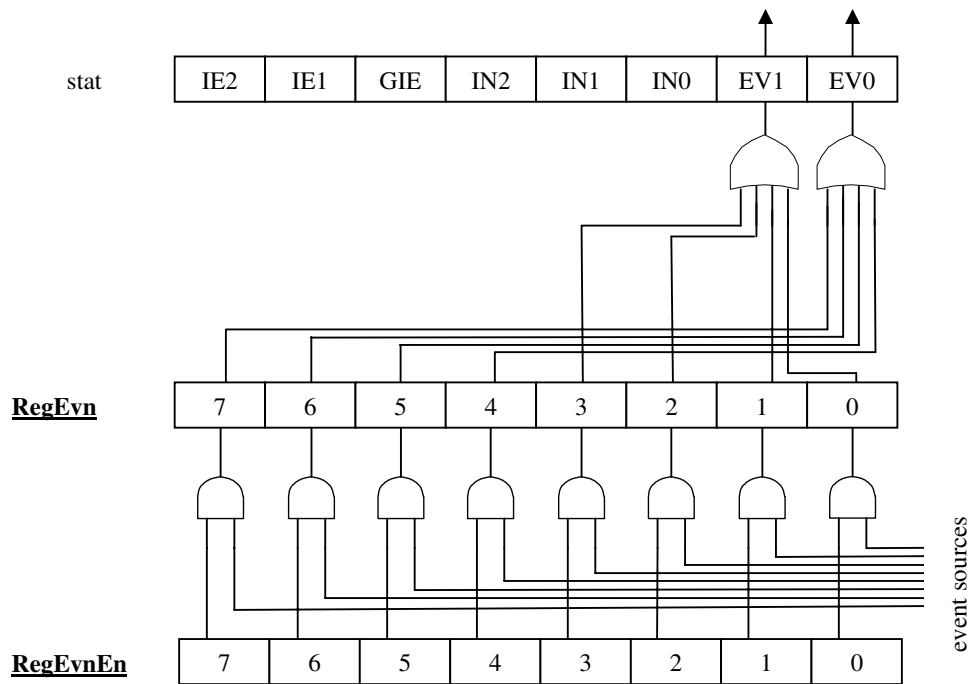 stat IE2 IE1 GIE IN2 IN1 IN0 EV1 EV0
RegEvn 7 6 5 4 3 2 1 0
event sources
RegEvnEn 7 6 5 4 3 2 1 0